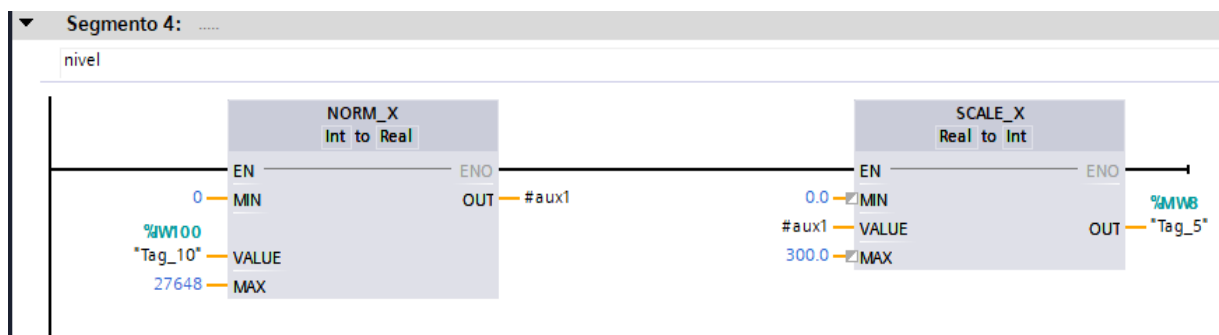 Segmento 4: .....
nivel
NORM_X
Int to Real
EN
ENO
0
MIN
OUT
#aux1
%IW100
"Tag_10"
VALUE
27648
MAX
SCALE_X
Real to Int
EN
ENO
0.0
MIN
%MW8
#aux1
VALUE
OUT
"Tag_5"
300.0
MAX